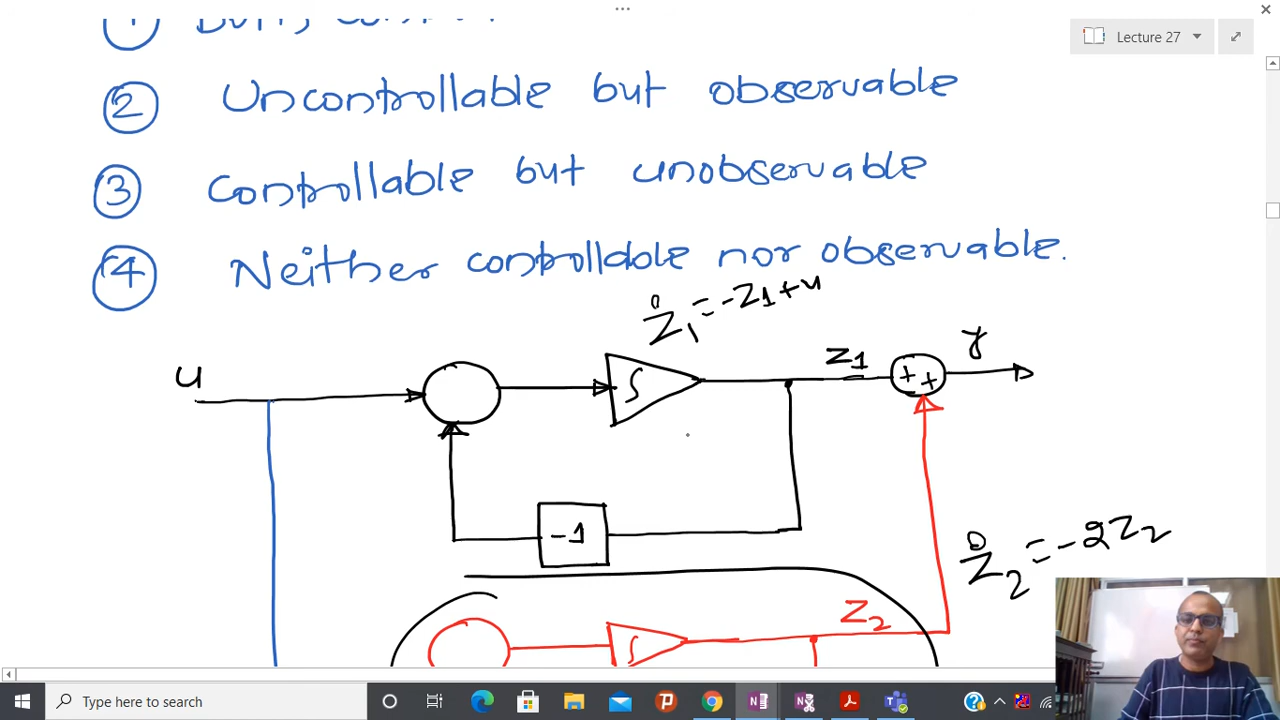 Lecture 27
① 
② Uncontrollable but observable
③ Controllable but unobservable
④ Neither controllable nor observable.
ż₁ = -z₁ + u
u
∫
z₁
+ +
y
-1
ż₂ = -2z₂
z₂
∫
Type here to search